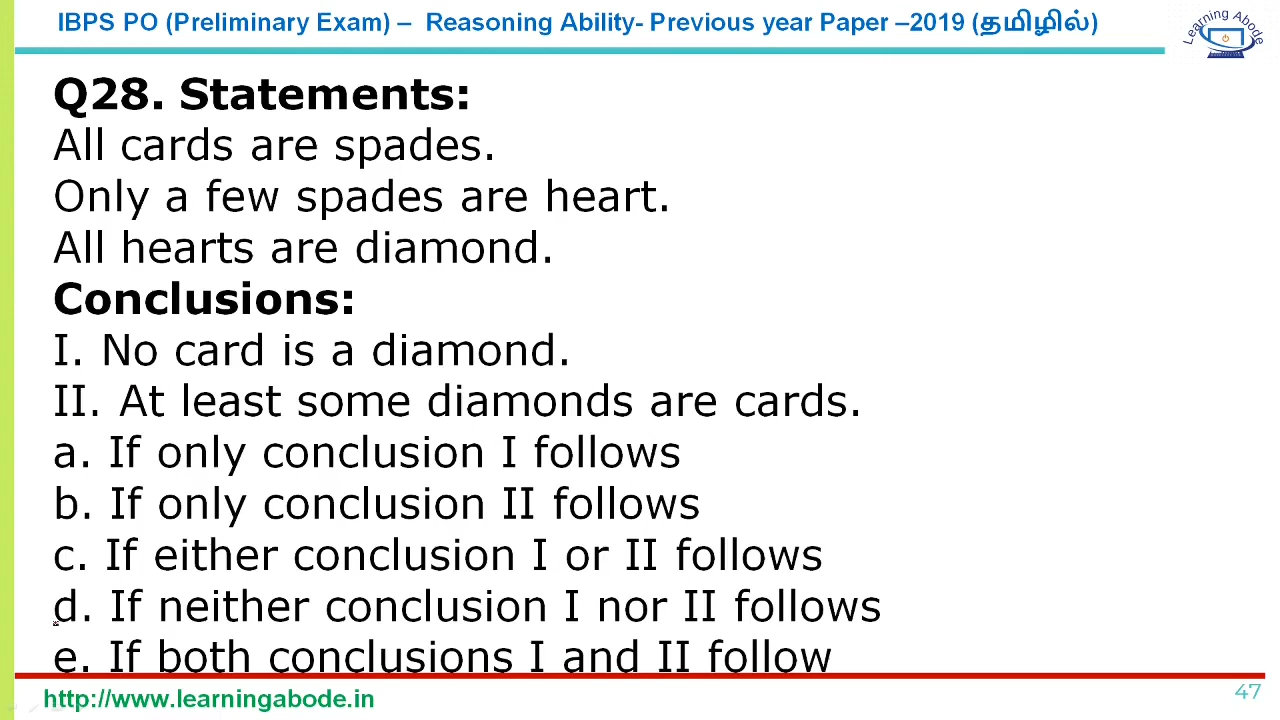 IBPS PO (Preliminary Exam) – Reasoning Ability- Previous year Paper –2019 (தமிழில்)
Learning Abode
Q28. Statements:
All cards are spades.
Only a few spades are heart.
All hearts are diamond.
Conclusions:
I. No card is a diamond.
II. At least some diamonds are cards.
a. If only conclusion I follows
b. If only conclusion II follows
c. If either conclusion I or II follows
d. If neither conclusion I nor II follows
e. If both conclusions I and II follow
http://www.learningabode.in
47